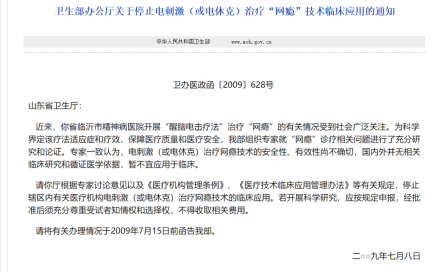 卫生部办公厅关于停止电刺激（或电休克）治疗“网瘾”技术临床应用的通知
中华人民共和国卫生部 www.moh.gov.cn
卫办医政函【2009】628号
山东省卫生厅：
近来，你省临沂市精神病医院开展“醒脑电击疗法”治疗“网瘾”的有关情况受到社会广泛关注。为科学
界定该疗法适应症和疗效，保障医疗质量和医疗安全，我部组织专家就“网瘾”诊疗相关问题进行了充分研
究和论证。专家一致认为，电刺激（或电休克）治疗网瘾技术的安全性、有效性尚不确切，国内外并无相关
临床研究和循证医学依据，暂不宜应用于临床。
请你厅根据专家讨论意见以及《医疗机构管理条例》、《医疗技术临床应用管理办法》等有关规定，停止
辖区内有关医疗机构电刺激（或电休克）治疗网瘾技术的临床应用。若开展科学研究，应按规定申报，经批
准后须充分尊重受试者知情权和选择权，不得收取相关费用。
请将有关办理情况于2009年7月15日前函告我部。
二○○九年七月八日